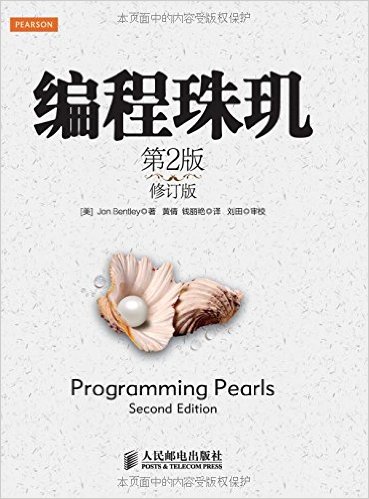 本页面中的内容受版权保护
PEARSON
编程珠玑
第2版
修订版
[美] Jon Bentley◎著 黄倩 钱丽艳◎译 刘田◎审校
Programming Pearls
Second Edition
人民邮电出版社
POSTS & TELECOM PRESS
本页面中的内容受版权保护